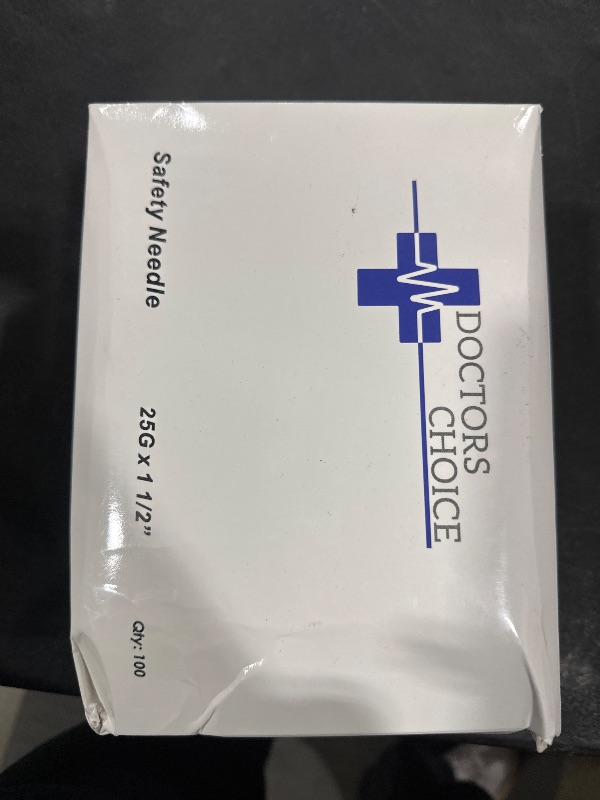 DOCTORS
CHOICE
Safety Needle 25G x 1 1/2” Qty: 100